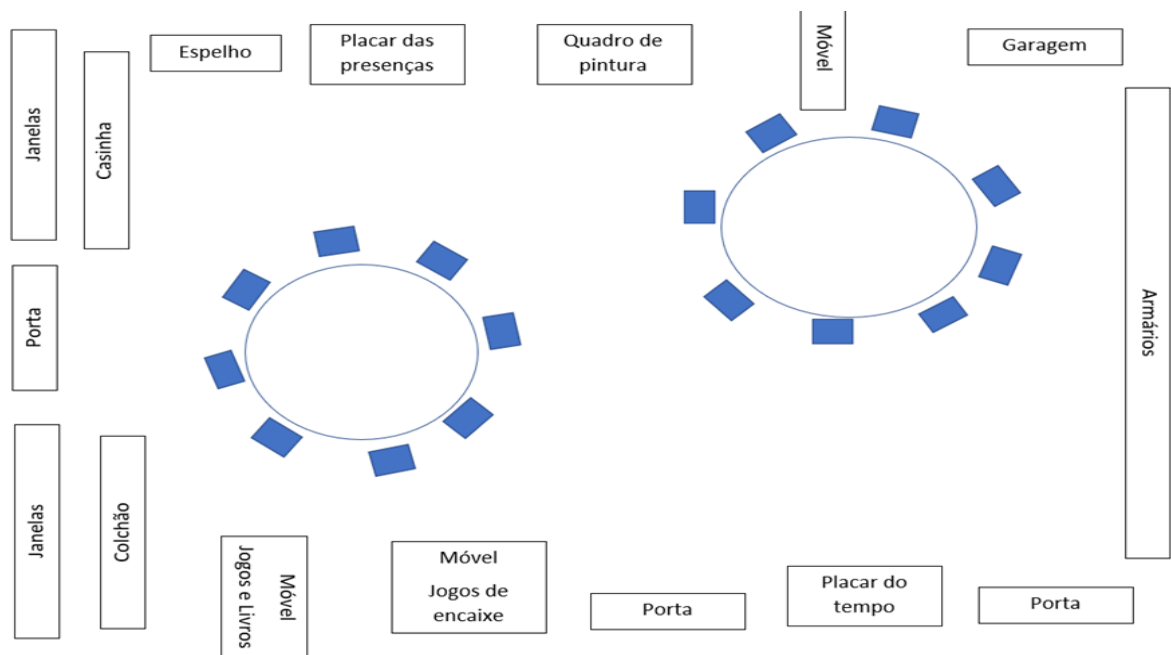 Espelho
Placar das
presenças
Quadro de
pintura
Móvel
Garagem
Janelas
Casinha
Armários
Porta
Janelas
Colchão
Móvel
Jogos e Livros
Móvel
Jogos de
encaixe
Porta
Placar do
tempo
Porta